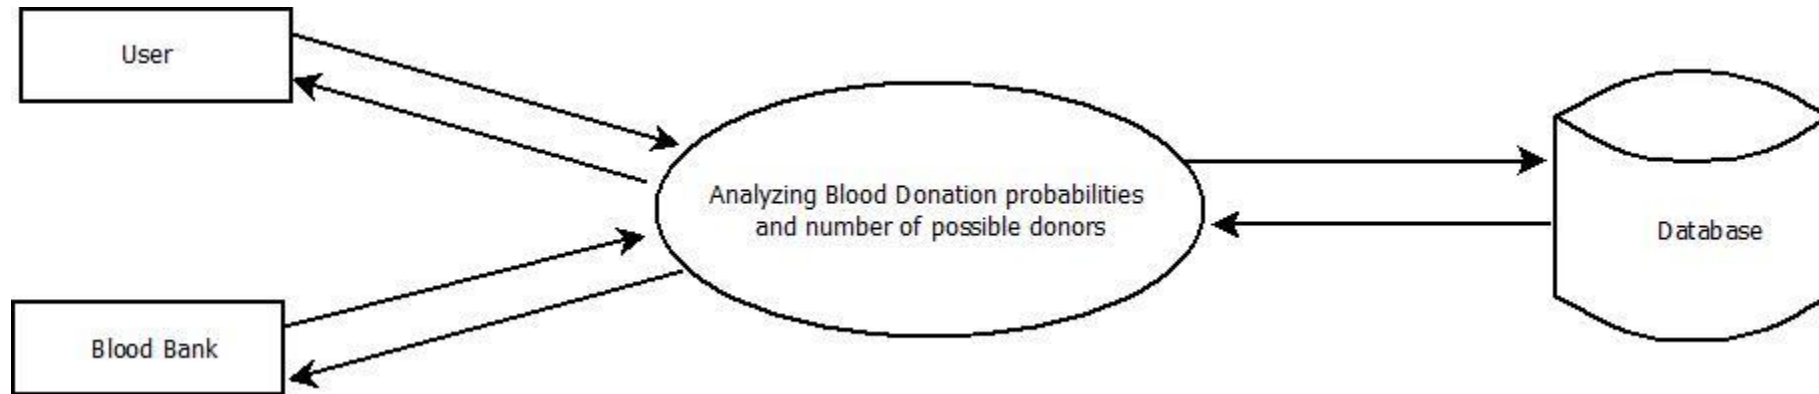 User
Analyzing Blood Donation probabilities
and number of possible donors
Database
Blood Bank